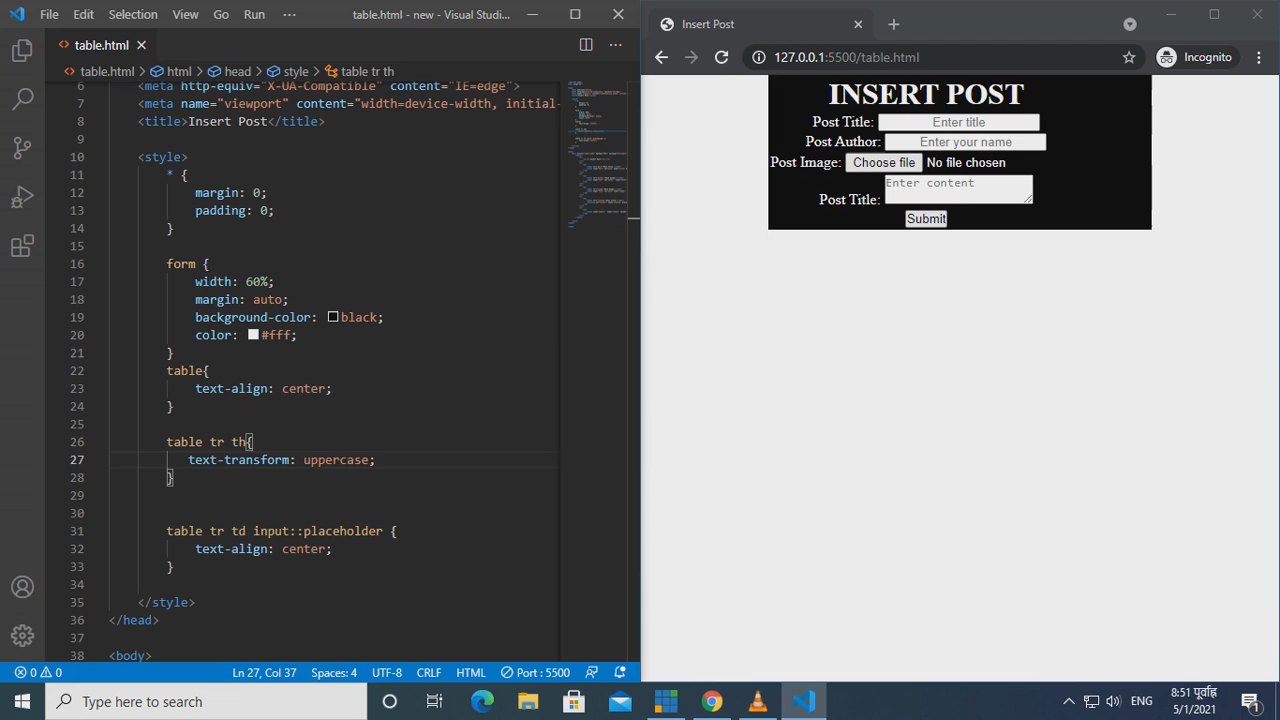 File Edit Selection View Go Run ··· table.html - new - Visual Studi...
table.html
table.html > html > head > style > table tr th
6 <meta http-equiv="X-UA-Compatible" content="IE=edge">
7 <meta name="viewport" content="width=device-width, initial-
8 <title>Insert Post</title>
9
10 <style>
11 * {
12 margin: 0;
13 padding: 0;
14 }
15
16 form {
17 width: 60%;
18 margin: auto;
19 background-color: black;
20 color: #fff;
21 }
22 table{
23 text-align: center;
24 }
25
26 table tr th{
27 text-transform: uppercase;
28 }
29
30
31 table tr td input::placeholder {
32 text-align: center;
33 }
34
35 </style>
36 </head>
37
38 <body>
0 0 Ln 27, Col 37 Spaces: 4 UTF-8 CRLF HTML Port : 5500
Insert Post
127.0.0.1:5500/table.html Incognito
INSERT POST
Post Title: Enter title
Post Author: Enter your name
Post Image: Choose file No file chosen
Post Title: Enter content
Submit
Type here to search
ENG
8:51 पूर्वाह्न
5/1/2021
1